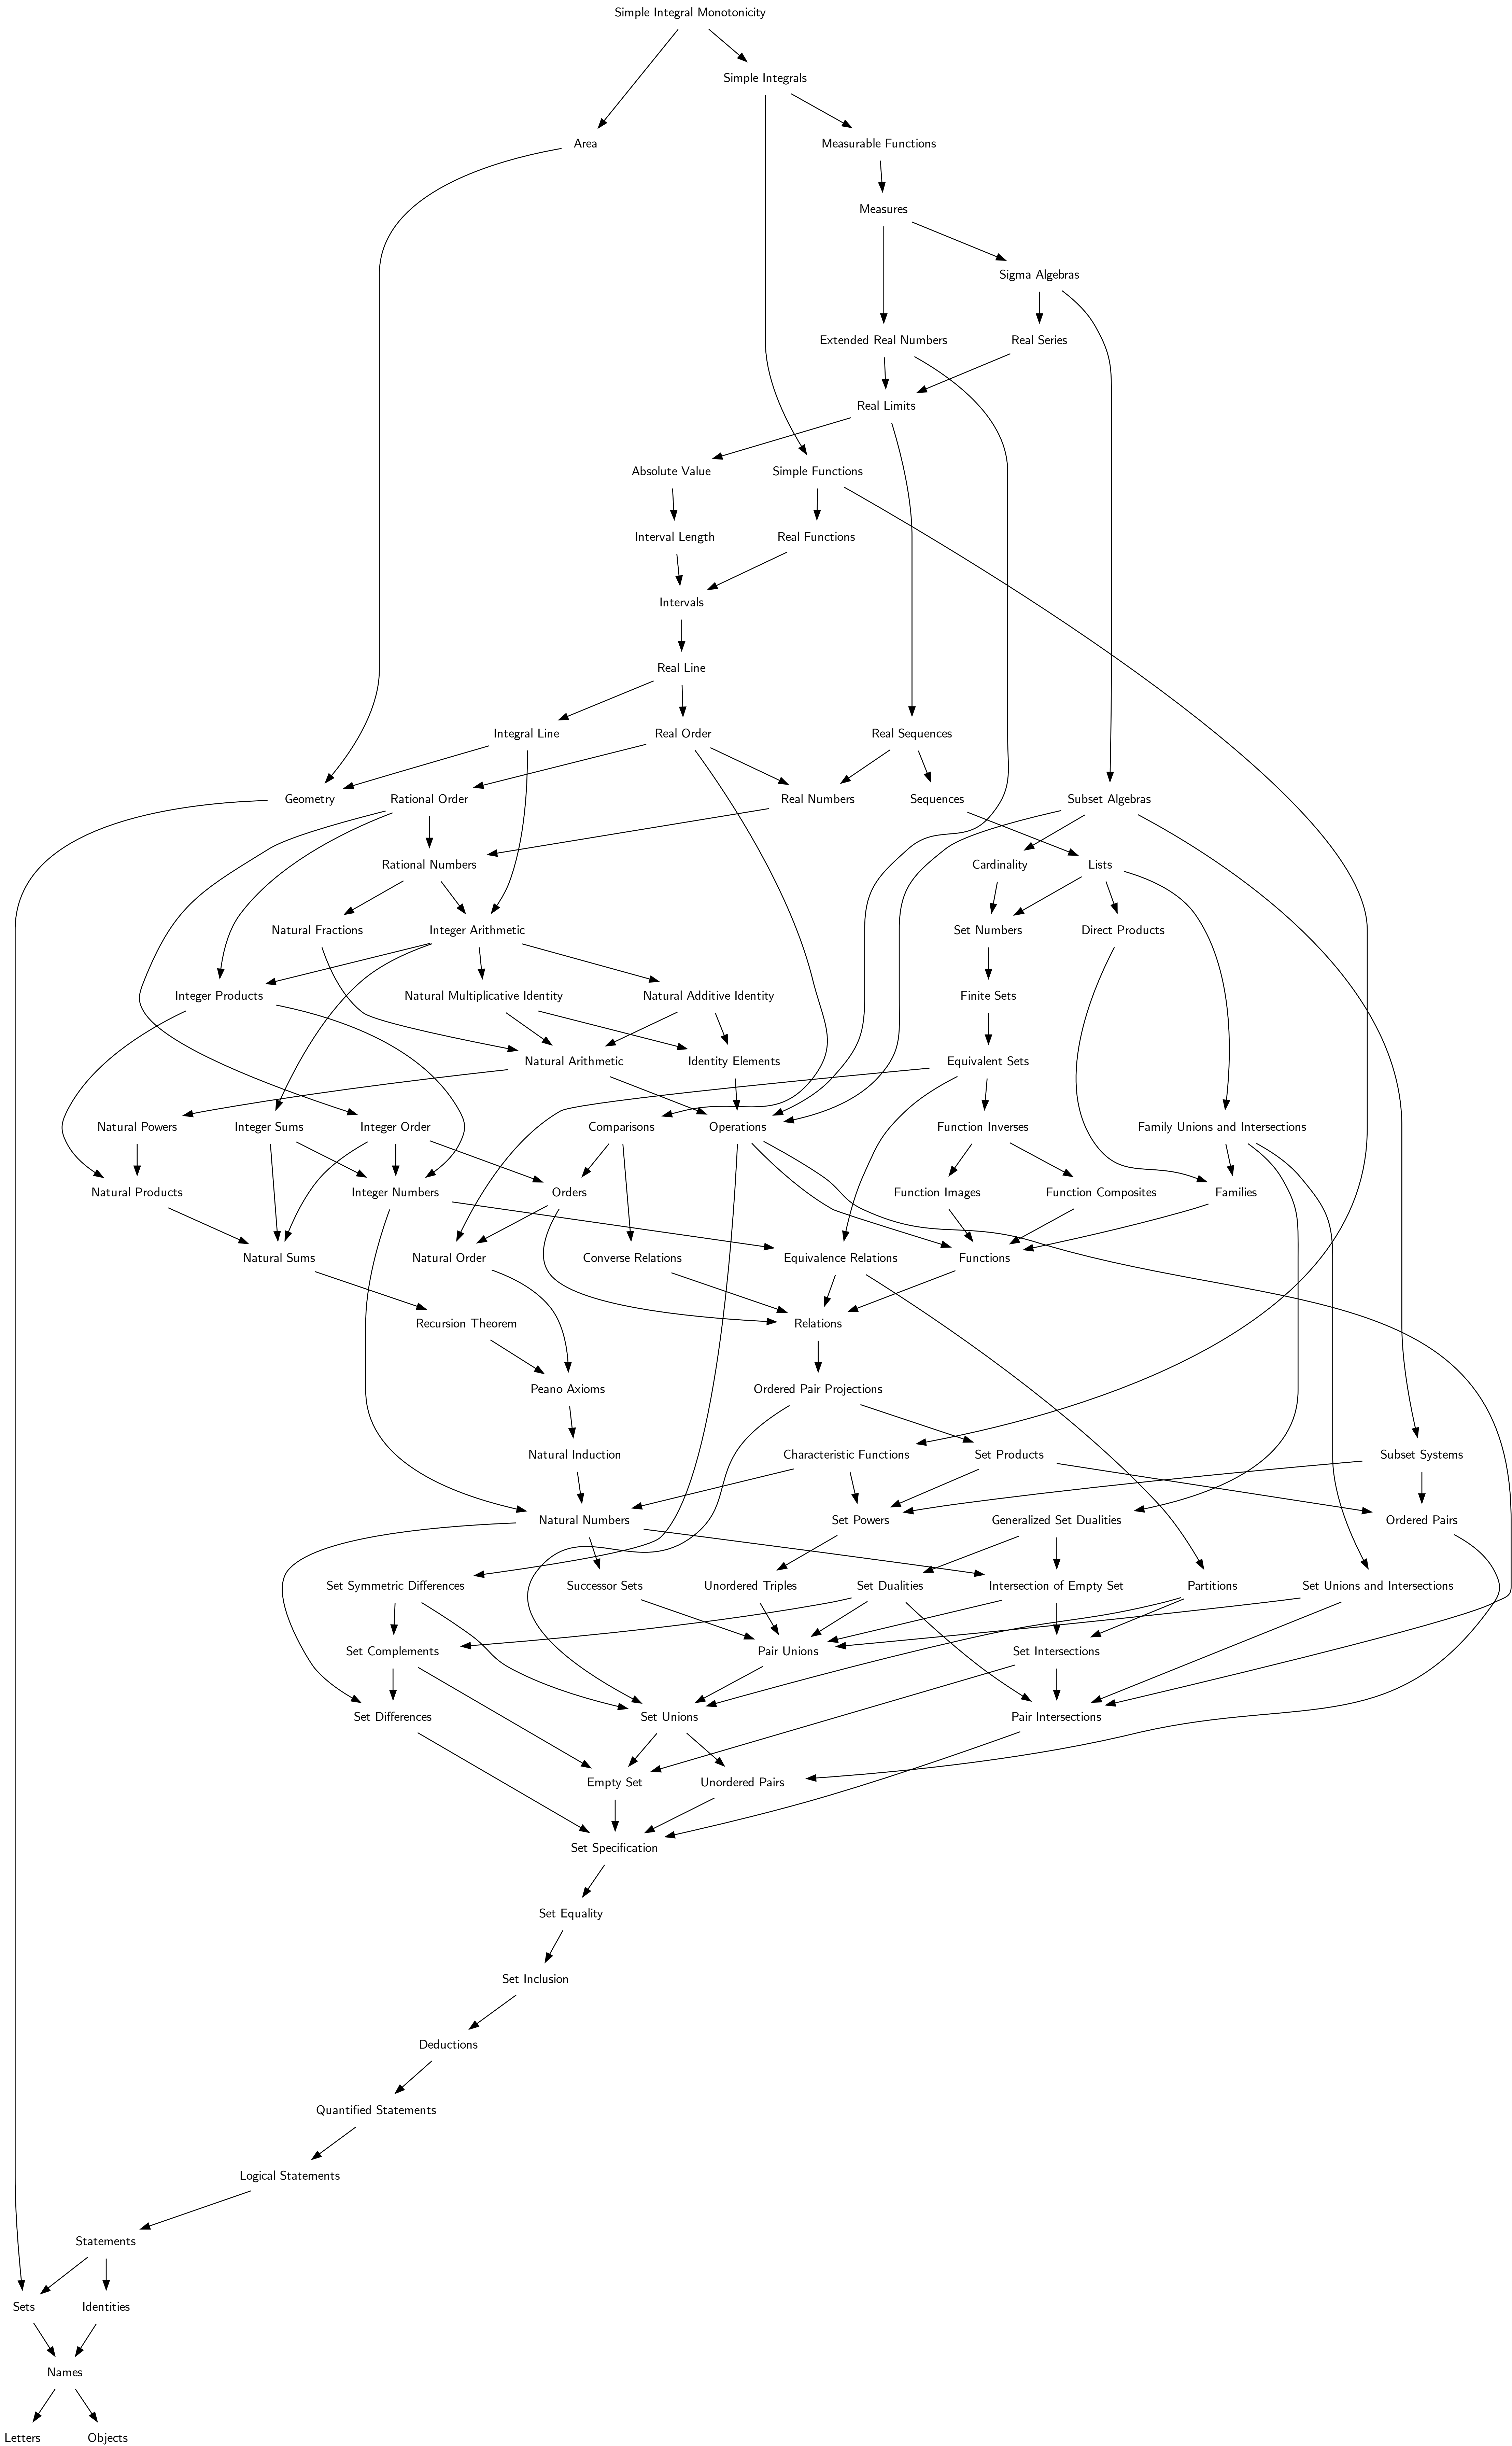 Simple Integral Monotonicity
Simple Integrals
Area
Measurable Functions
Measures
Sigma Algebras
Extended Real Numbers
Real Series
Real Limits
Absolute Value
Simple Functions
Interval Length
Real Functions
Intervals
Real Line
Integral Line
Real Order
Real Sequences
Geometry
Rational Order
Real Numbers
Sequences
Subset Algebras
Rational Numbers
Cardinality
Lists
Natural Fractions
Integer Arithmetic
Set Numbers
Direct Products
Integer Products
Natural Multiplicative Identity
Natural Additive Identity
Finite Sets
Natural Arithmetic
Identity Elements
Equivalent Sets
Natural Powers
Integer Sums
Integer Order
Comparisons
Operations
Function Inverses
Family Unions and Intersections
Natural Products
Integer Numbers
Orders
Function Images
Function Composites
Families
Natural Sums
Natural Order
Converse Relations
Equivalence Relations
Functions
Recursion Theorem
Relations
Peano Axioms
Ordered Pair Projections
Natural Induction
Characteristic Functions
Set Products
Subset Systems
Natural Numbers
Set Powers
Generalized Set Dualities
Ordered Pairs
Set Symmetric Differences
Successor Sets
Unordered Triples
Set Dualities
Intersection of Empty Set
Partitions
Set Unions and Intersections
Set Complements
Pair Unions
Set Intersections
Set Differences
Set Unions
Pair Intersections
Empty Set
Unordered Pairs
Set Specification
Set Equality
Set Inclusion
Deductions
Quantified Statements
Logical Statements
Statements
Sets
Identities
Names
Letters
Objects